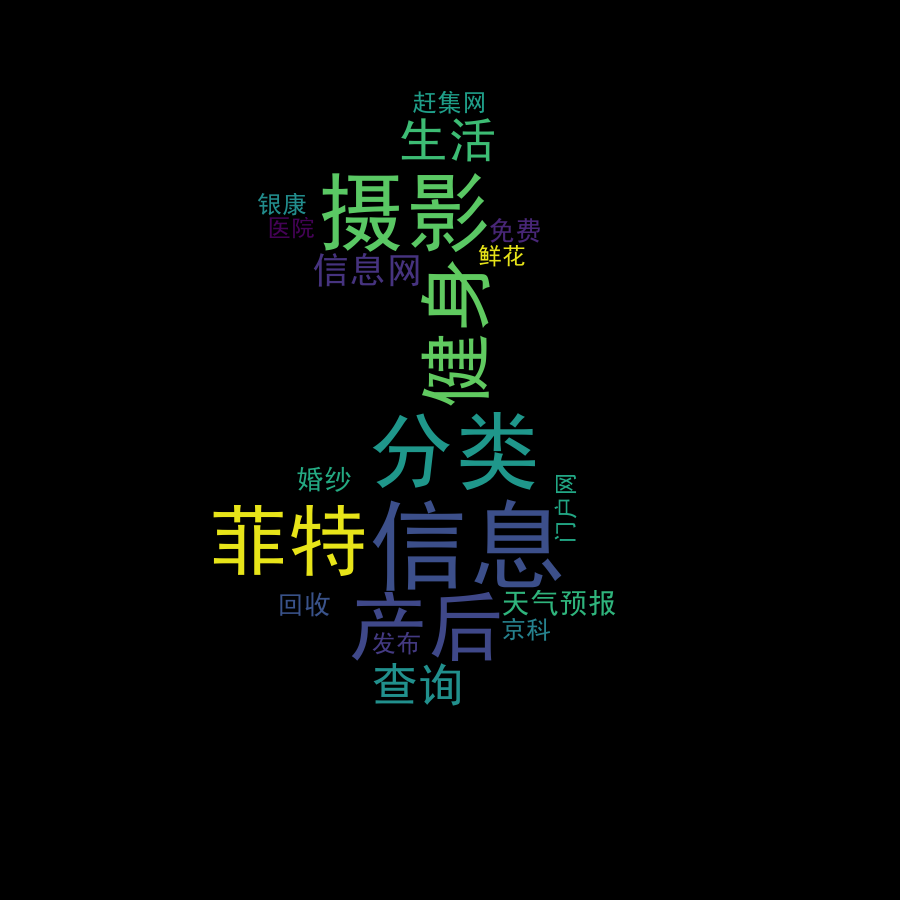 赶集网
生活
摄影
银康
医院
免费
鲜花
信息网
健身
分类
婚纱
门户网
菲特
信息
回收
产后
天气预报
京科
发布
查询